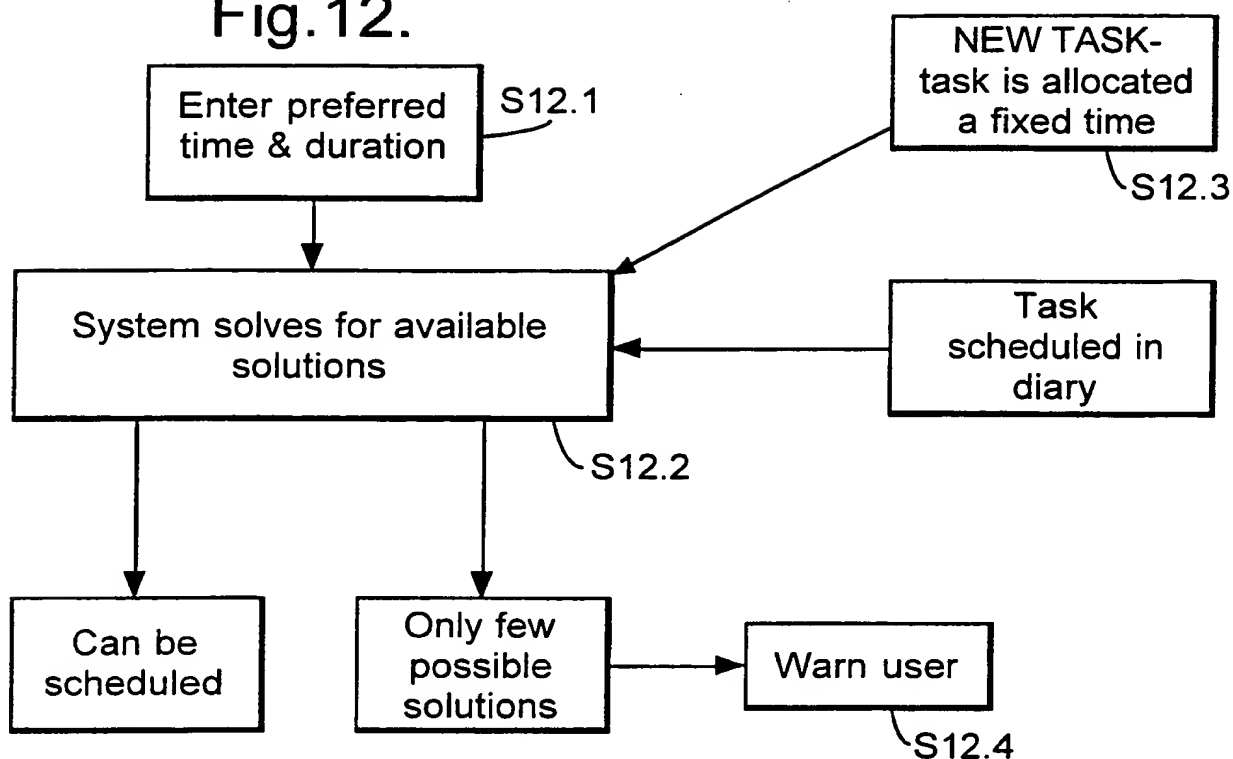 Fig.12.
Enter preferred
time & duration
S12.1
NEW TASK-
task is allocated
a fixed time
S12.3
System solves for available
solutions
S12.2
Task
scheduled in
diary
Can be
scheduled
Only few
possible
solutions
Warn user
S12.4